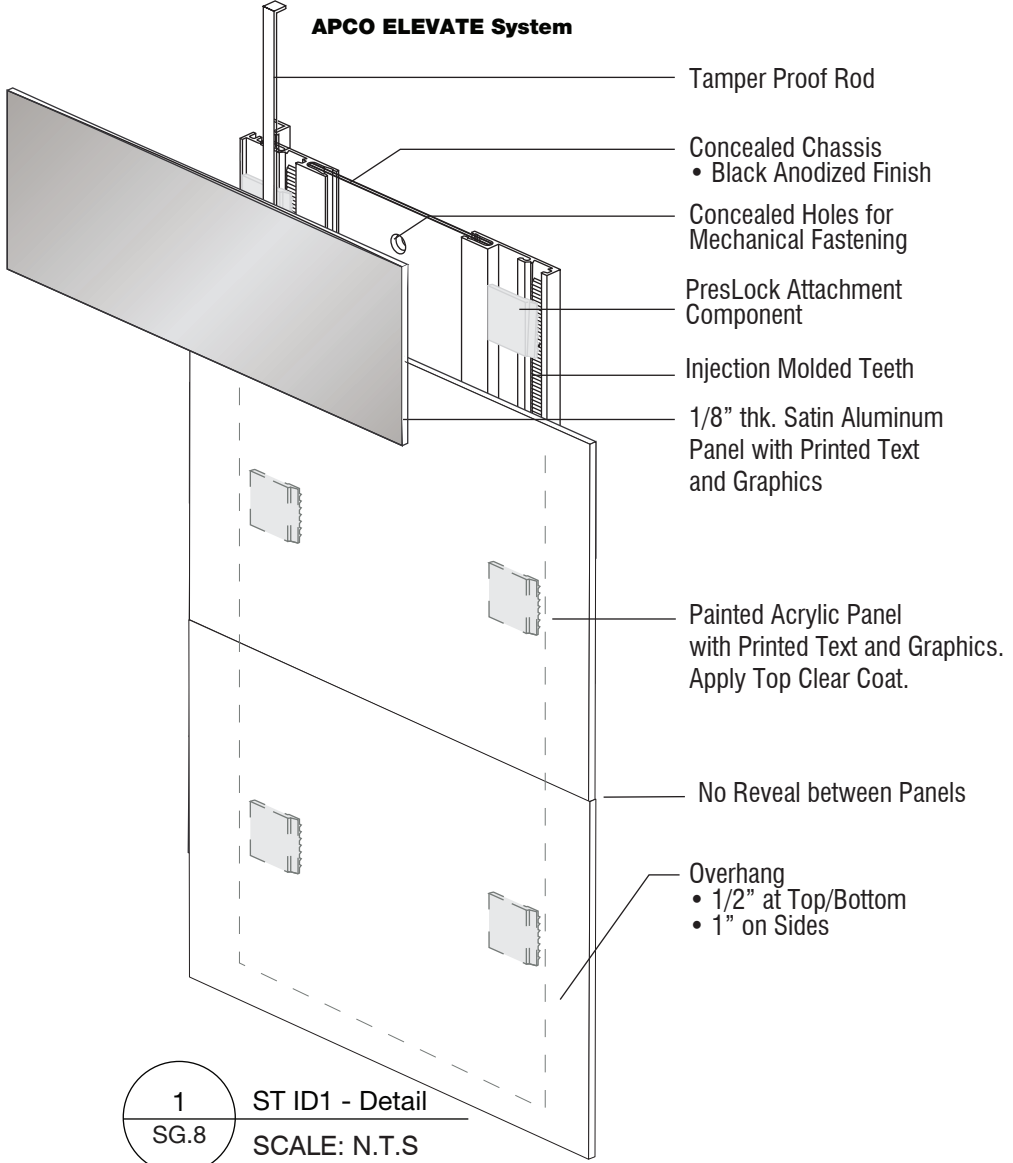 APCO ELEVATE System
Tamper Proof Rod
Concealed Chassis
• Black Anodized Finish
Concealed Holes for
Mechanical Fastening
PresLock Attachment
Component
Injection Molded Teeth
1/8” thk. Satin Aluminum
Panel with Printed Text
and Graphics
Painted Acrylic Panel
with Printed Text and Graphics.
Apply Top Clear Coat.
No Reveal between Panels
Overhang
• 1/2” at Top/Bottom
• 1” on Sides
1
SG.8
ST ID1 - Detail
SCALE: N.T.S